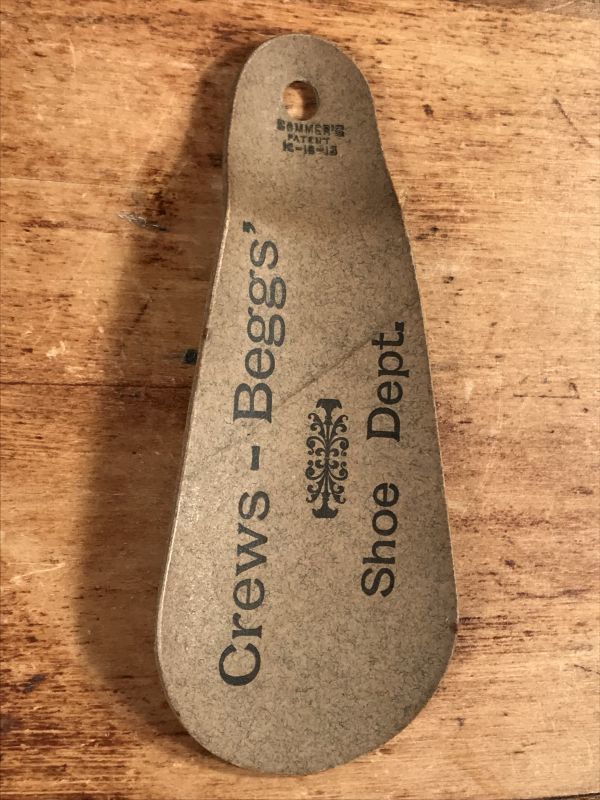 SOMMER'S
PATENT
Crews - Beggs'
Shoe Dept.